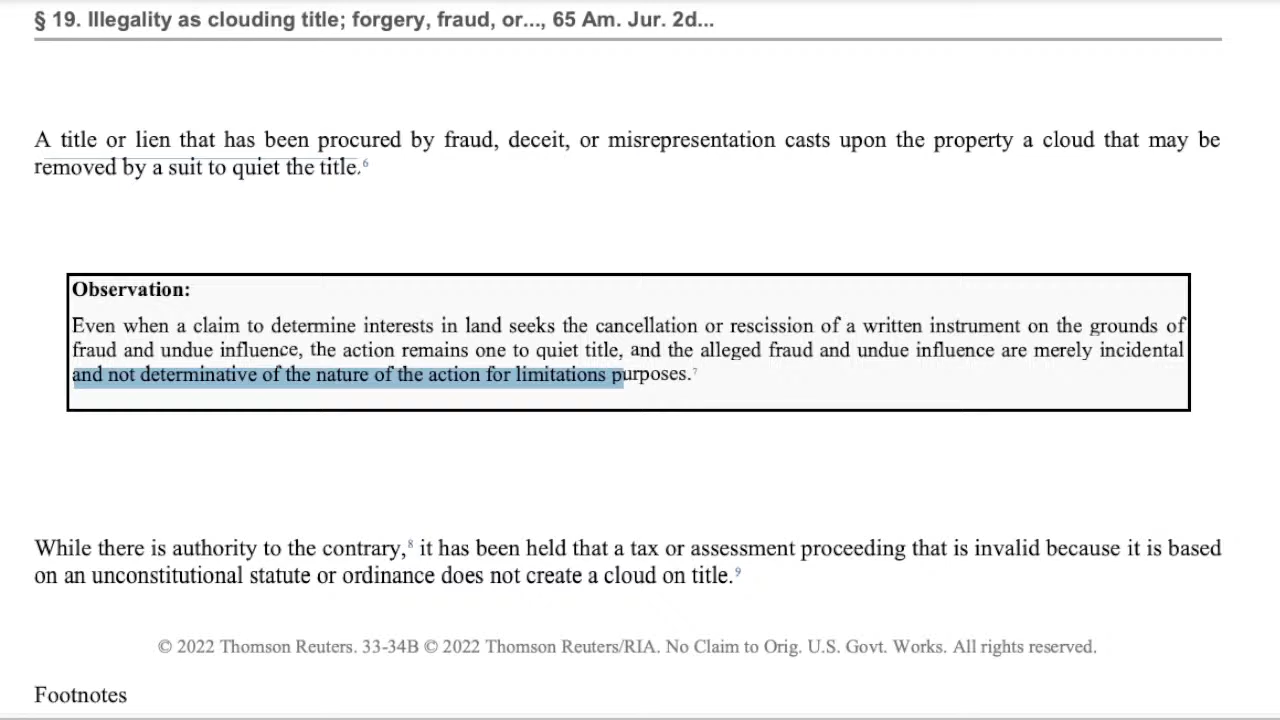 § 19. Illegality as clouding title; forgery, fraud, or..., 65 Am. Jur. 2d...
A title or lien that has been procured by fraud, deceit, or misrepresentation casts upon the property a cloud that may be
removed by a suit to quiet the title.6
Observation:
Even when a claim to determine interests in land seeks the cancellation or rescission of a written instrument on the grounds of
fraud and undue influence, the action remains one to quiet title, and the alleged fraud and undue influence are merely incidental
and not determinative of the nature of the action for limitations purposes.7
While there is authority to the contrary,8 it has been held that a tax or assessment proceeding that is invalid because it is based
on an unconstitutional statute or ordinance does not create a cloud on title.9
© 2022 Thomson Reuters. 33-34B © 2022 Thomson Reuters/RIA. No Claim to Orig. U.S. Govt. Works. All rights reserved.
Footnotes